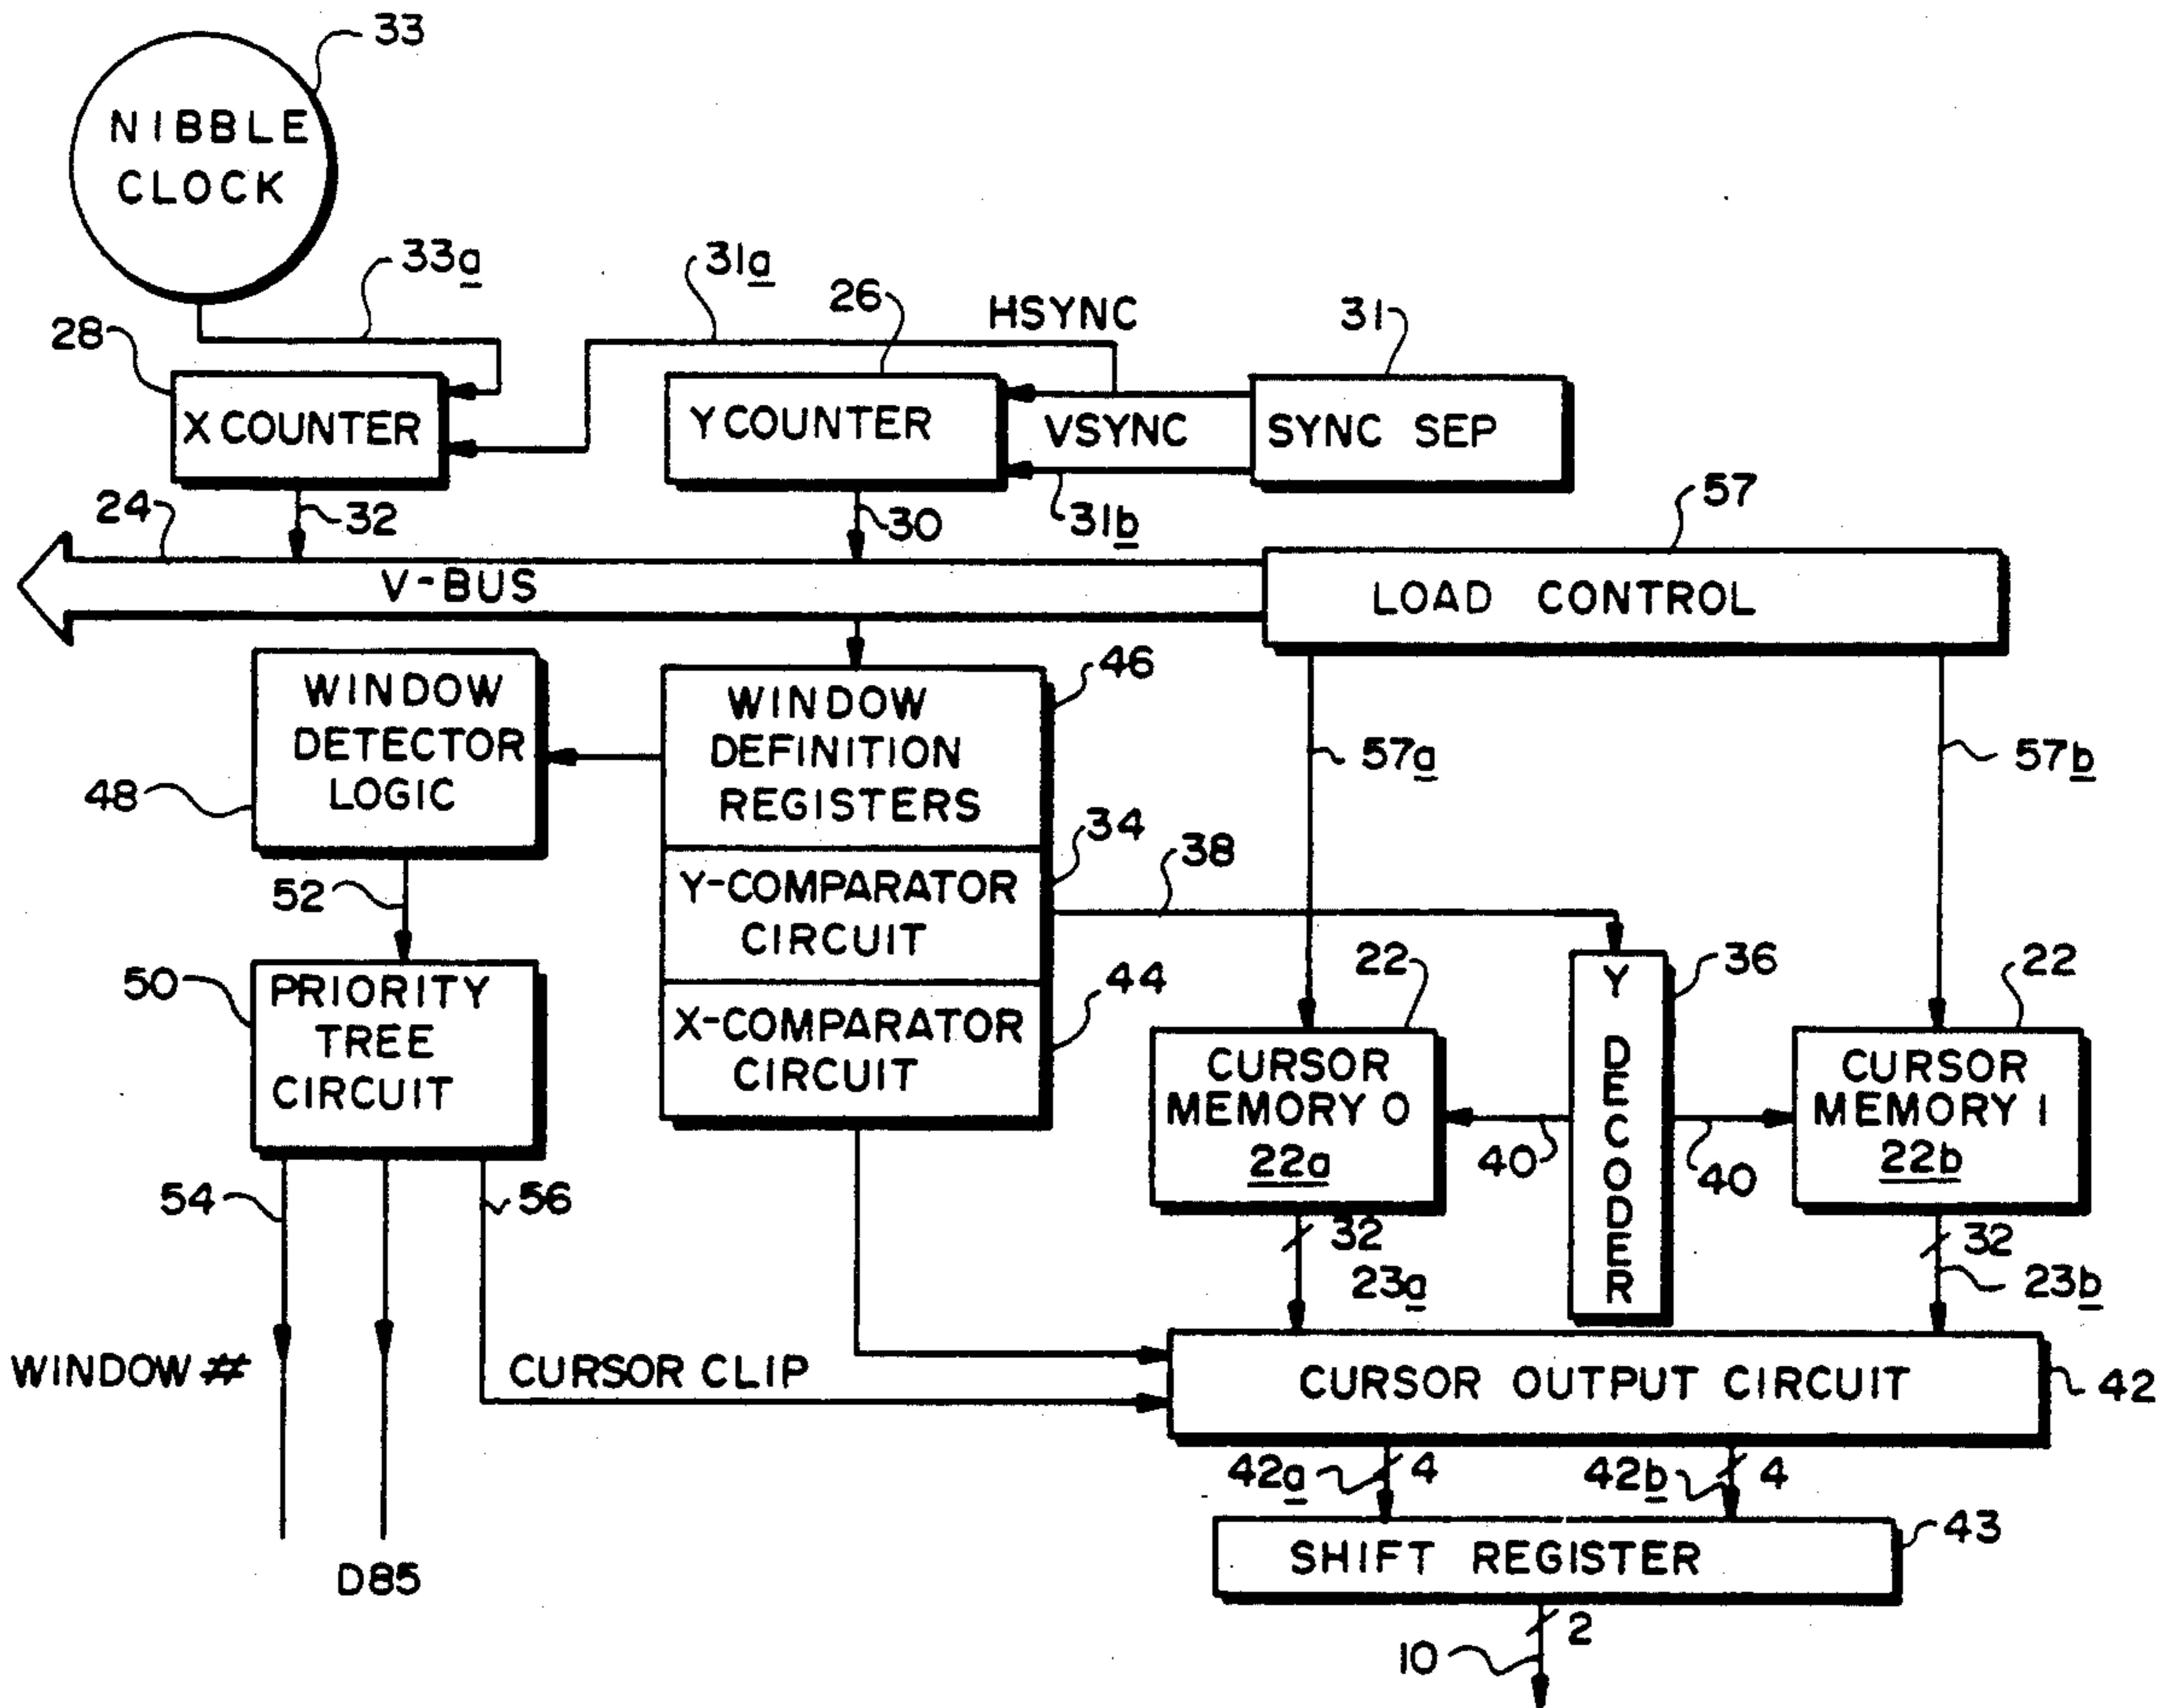 33
NIBBLE
CLOCK
33a
31a
26
HSYNC
31
28
X COUNTER
Y COUNTER
VSYNC
SYNC SEP
24
32
30
31b
57
V-BUS
LOAD CONTROL
WINDOW
DETECTOR
LOGIC
48
WINDOW
DEFINITION
REGISTERS
46
57a
57b
34
38
52
Y-COMPARATOR
CIRCUIT
50
PRIORITY
TREE
CIRCUIT
X-COMPARATOR
CIRCUIT
44
22
36
22
Y DECODER
CURSOR
MEMORY 0
22a
40
40
CURSOR
MEMORY 1
22b
54
56
32
23a
32
23b
WINDOW #
CURSOR CLIP
CURSOR OUTPUT CIRCUIT
42
42a
4
42b
4
D85
SHIFT REGISTER
43
10
2